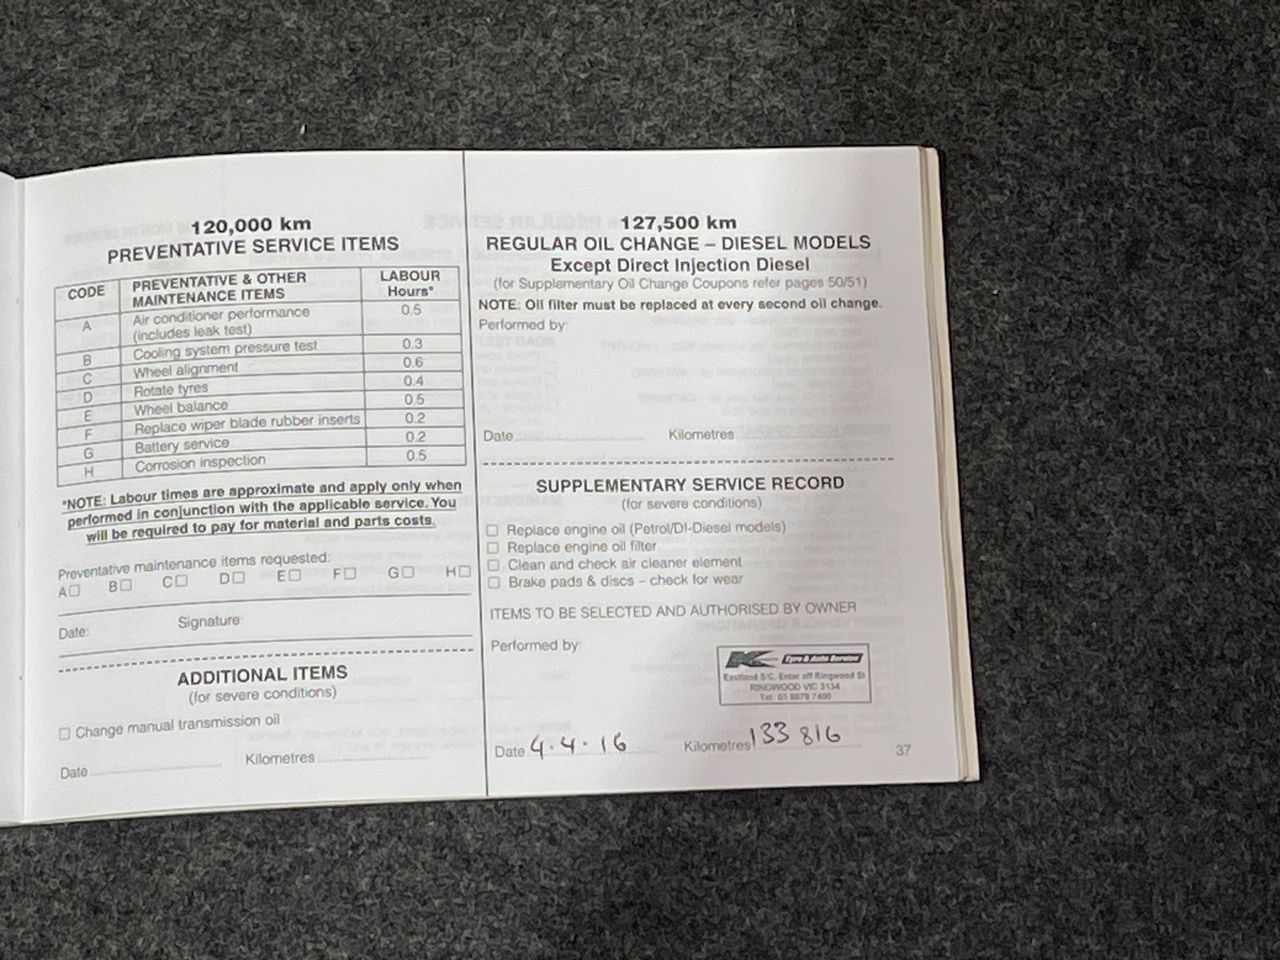 120,000 km
PREVENTATIVE SERVICE ITEMS
CODE PREVENTATIVE & OTHER MAINTENANCE ITEMS LABOUR Hours*
A Air conditioner performance (includes leak test) 0.5
B Cooling system pressure test 0.3
C Wheel alignment 0.6
D Rotate tyres 0.4
E Wheel balance 0.5
F Replace wiper blade rubber inserts 0.2
G Battery service 0.2
H Corrosion inspection 0.5
*NOTE: Labour times are approximate and apply only when
performed in conjunction with the applicable service. You
will be required to pay for material and parts costs.
Preventative maintenance items requested:
A☐ B☐ C☐ D☐ E☐ F☐ G☐ H☐
Date: Signature:
ADDITIONAL ITEMS
(for severe conditions)
☐ Change manual transmission oil
Date Kilometres
127,500 km
REGULAR OIL CHANGE – DIESEL MODELS
Except Direct Injection Diesel
(for Supplementary Oil Change Coupons refer pages 50/51)
NOTE: Oil filter must be replaced at every second oil change.
Performed by:
Date Kilometres
SUPPLEMENTARY SERVICE RECORD
(for severe conditions)
☐ Replace engine oil (Petrol/DI-Diesel models)
☐ Replace engine oil filter
☐ Clean and check air cleaner element
☐ Brake pads & discs – check for wear
ITEMS TO BE SELECTED AND AUTHORISED BY OWNER
Performed by:
K Tyre & Auto Service
Eastland S/C, Enter off Ringwood St
RINGWOOD VIC 3134
Tel: 03 9879 7400
Date 4.4.16 Kilometres 133 816
37